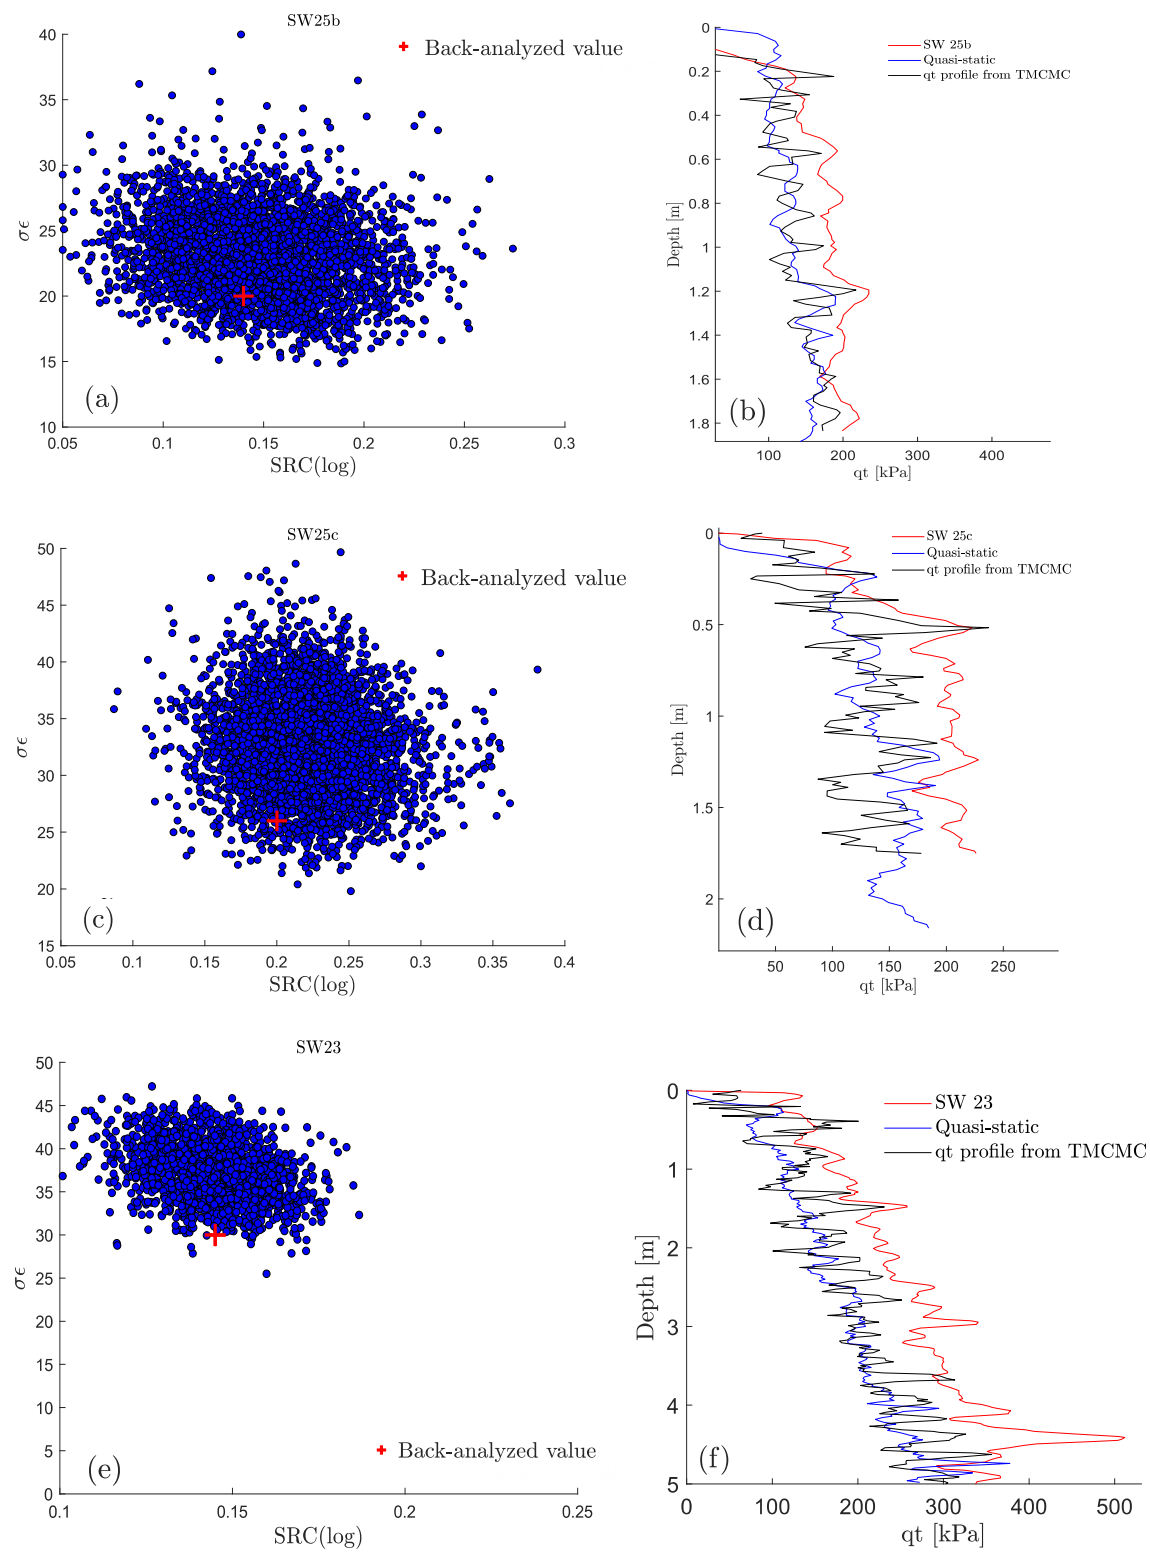 SW25b
Back-analyzed value
40
35
30
25
20
15
10
σϵ
(a)
0.05 0.1 0.15 0.2 0.25 0.3
SRC(log)
SW 25b
Quasi-static
qt profile from TMCMC
0
0.2
0.4
0.6
0.8
1
1.2
1.4
1.6
1.8
Depth [m]
(b)
100 200 300 400
qt [kPa]
SW25c
Back-analyzed value
50
45
40
35
30
25
20
15
σϵ
(c)
0.05 0.1 0.15 0.2 0.25 0.3 0.35 0.4
SRC(log)
SW 25c
Quasi-static
qt profile from TMCMC
0
0.5
1
1.5
2
Depth [m]
(d)
50 100 150 200 250
qt [kPa]
SW23
50
45
40
35
30
25
20
15
10
5
0
σϵ
Back-analyzed value
(e)
0.1 0.15 0.2 0.25
SRC(log)
SW 23
Quasi-static
qt profile from TMCMC
0
1
2
3
4
5
Depth [m]
(f)
0 100 200 300 400 500
qt [kPa]